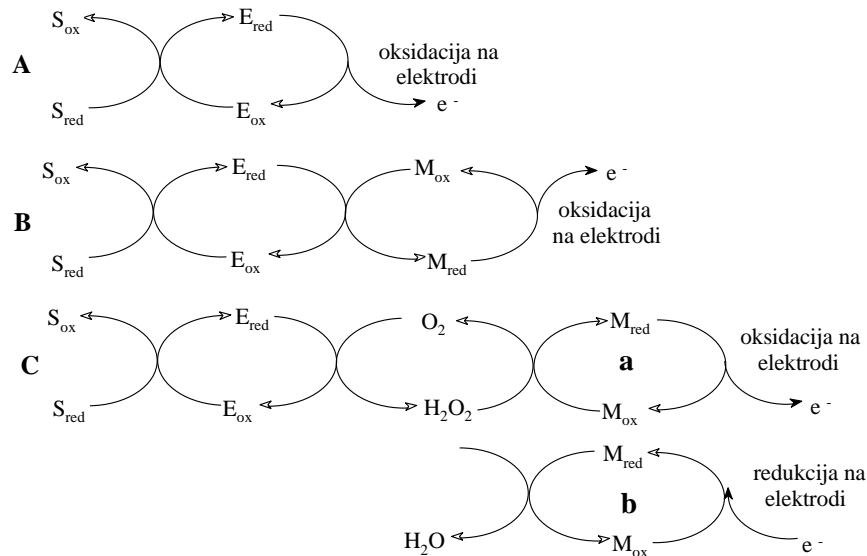 S_ox E_red
A
oksidacija na
elektrodi
S_red E_ox e -
S_ox E_red M_ox e -
B
oksidacija
na elektrodi
S_red E_ox M_red
S_ox E_red O_2 M_red
C
a
oksidacija na
elektrodi
S_red E_ox H_2O_2 M_ox e -
M_red
b
redukcija na
elektrodi
H_2O M_ox e -